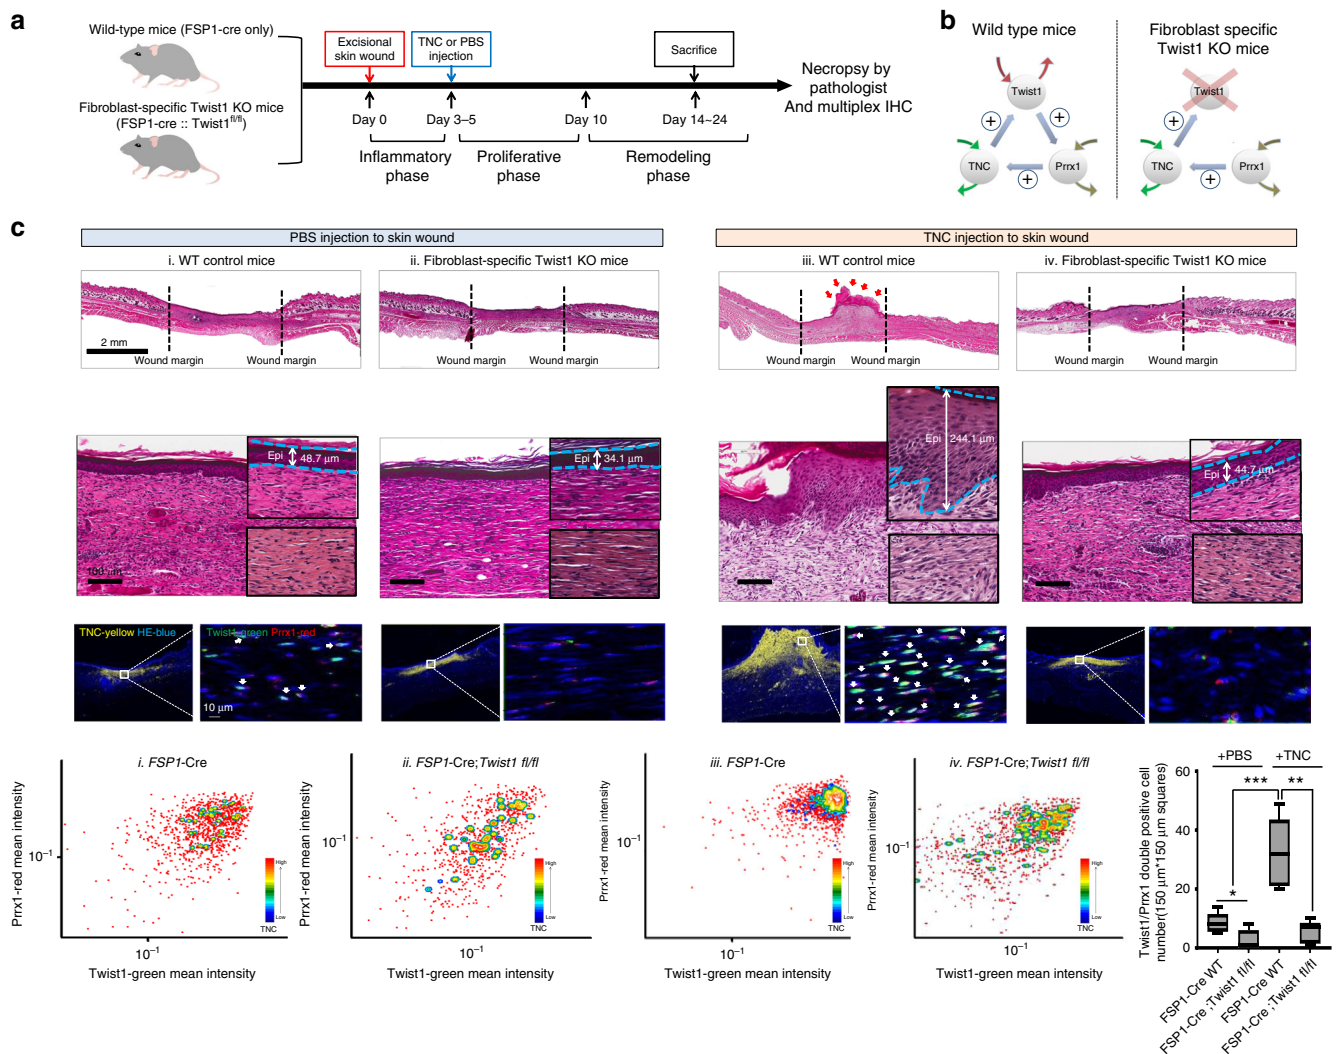 a
Wild-type mice (FSP1-cre only)
Fibroblast-specific Twist1 KO mice
(FSP1-cre :: Twist1fl/fl)
Excisional
skin wound
TNC or PBS
injection
Sacrifice
Day 0
Day 3–5
Day 10
Day 14~24
Inflammatory
phase
Proliferative
phase
Remodeling
phase
Necropsy by
pathologist
And multiplex IHC
b
Wild type mice
Fibroblast specific
Twist1 KO mice
Twist1
+
+
TNC
+
Prrx1
Twist1
+
TNC
+
Prrx1
c
PBS injection to skin wound
TNC injection to skin wound
i. WT control mice
ii. Fibroblast-specific Twist1 KO mice
iii. WT control mice
iv. Fibroblast-specific Twist1 KO mice
2 mm
Wound margin
Wound margin
Wound margin
Wound margin
Wound margin
Wound margin
Wound margin
Wound margin
Epi
48.7 μm
100 μm
Epi
34.1 μm
Epi
244.1 μm
Epi
44.7 μm
TNC-yellow HE-blue
Twist1-green Prrx1-red
10 μm
i. FSP1-Cre
ii. FSP1-Cre;Twist1 fl/fl
iii. FSP1-Cre
iv. FSP1-Cre;Twist1 fl/fl
Prrx1-red mean intensity
10⁻¹
High
Low
TNC
10⁻¹
Twist1-green mean intensity
Prrx1-red mean intensity
10⁻¹
High
Low
TNC
10⁻¹
Twist1-green mean intensity
Prrx1-red mean intensity
10⁻¹
High
Low
TNC
10⁻¹
Twist1-green mean intensity
Prrx1-red mean intensity
10⁻¹
High
Low
TNC
10⁻¹
Twist1-green mean intensity
Twist1/Prrx1 double positive cell
number(150 μm*150 μm squares)
+PBS
+TNC
60
40
20
0
***
**
*
FSP1-Cre WT
FSP1-Cre ;Twist1 fl/fl
FSP1-Cre WT
FSP1-Cre ;Twist1 fl/fl